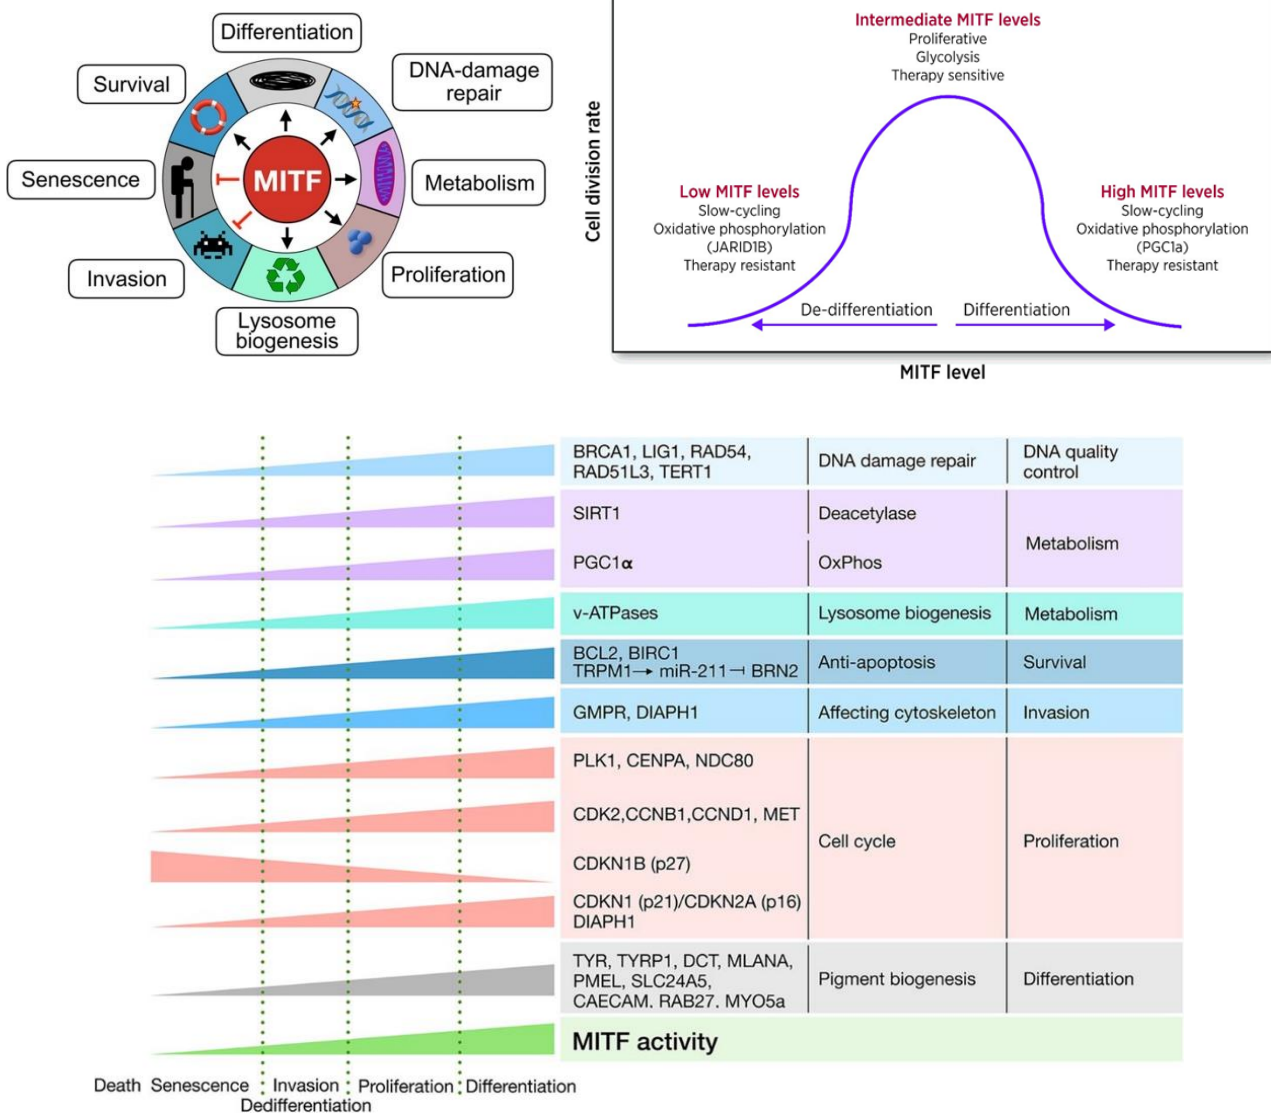 Differentiation
DNA-damage
repair
Survival
Senescence
MITF
Metabolism
Invasion
Proliferation
Lysosome
biogenesis
Intermediate MITF levels
Proliferative
Glycolysis
Therapy sensitive
Cell division rate
Low MITF levels
Slow-cycling
Oxidative phosphorylation
(JARID1B)
Therapy resistant
High MITF levels
Slow-cycling
Oxidative phosphorylation
(PGC1a)
Therapy resistant
De-differentiation
Differentiation
MITF level
BRCA1, LIG1, RAD54,
RAD51L3, TERT1
DNA damage repair
DNA quality
control
SIRT1
Deacetylase
Metabolism
PGC1α
OxPhos
v-ATPases
Lysosome biogenesis
Metabolism
BCL2, BIRC1
TRPM1→ miR-211⊣ BRN2
Anti-apoptosis
Survival
GMPR, DIAPH1
Affecting cytoskeleton
Invasion
PLK1, CENPA, NDC80
CDK2,CCNB1,CCND1, MET
CDKN1B (p27)
CDKN1 (p21)/CDKN2A (p16)
DIAPH1
Cell cycle
Proliferation
TYR, TYRP1, DCT, MLANA,
PMEL, SLC24A5,
CAECAM, RAB27, MYO5a
Pigment biogenesis
Differentiation
MITF activity
Death Senescence Invasion Proliferation Differentiation
Dedifferentiation